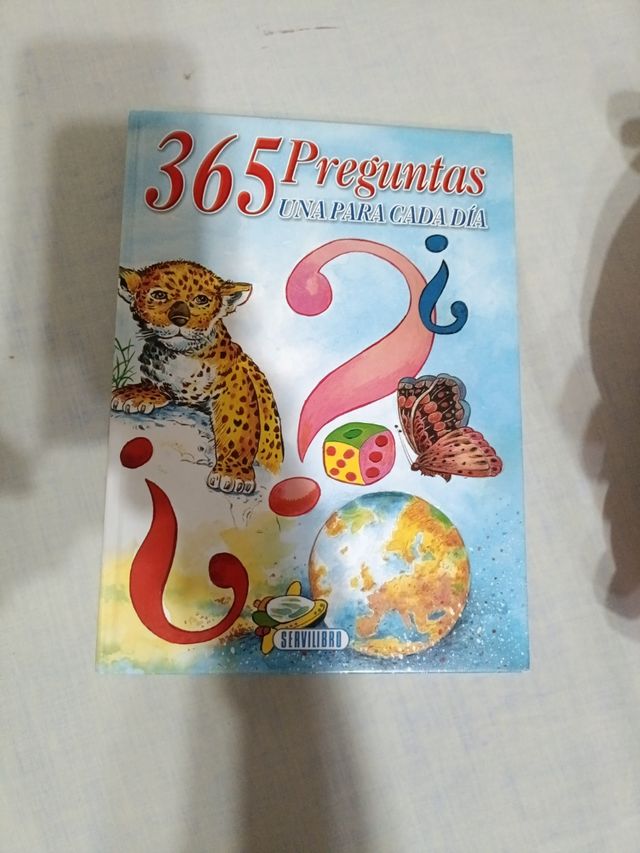 365 Preguntas
UNA PARA CADA DÍA
SERVILIBRO